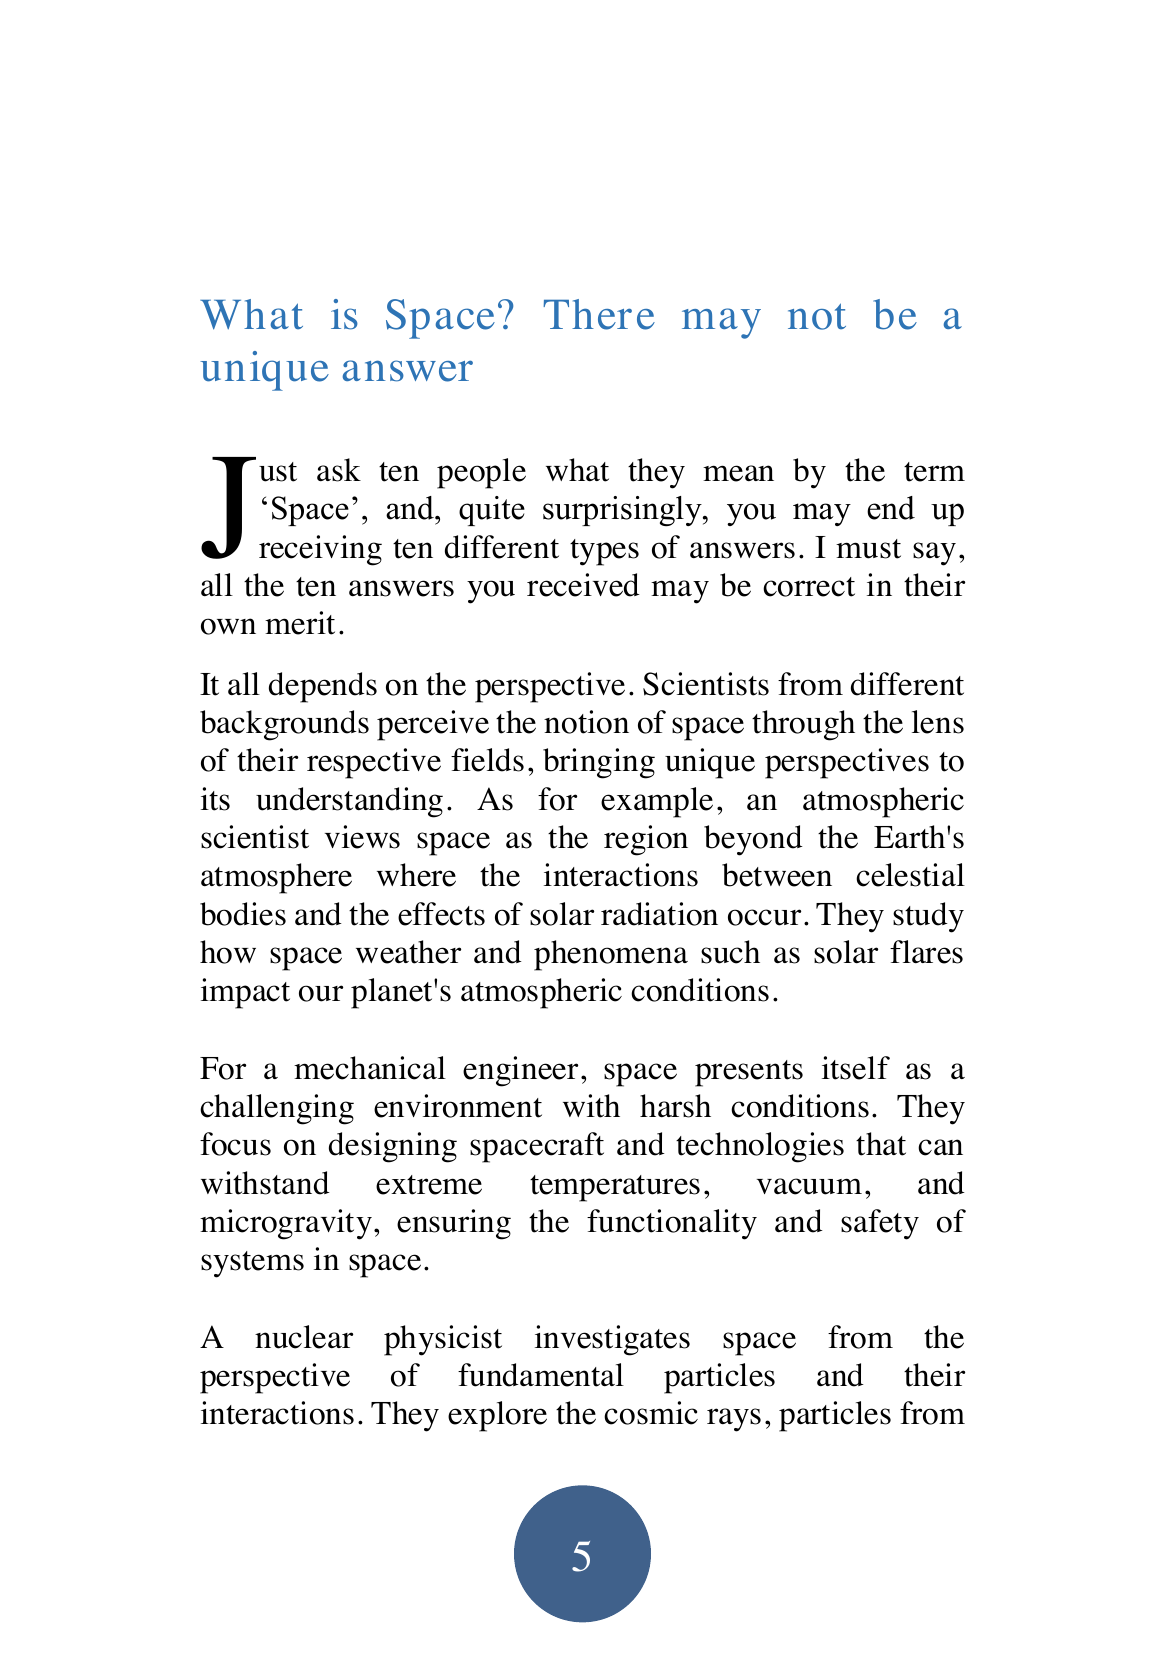 What is Space? There may not be a
unique answer
Just ask ten people what they mean by the term
‘Space’, and, quite surprisingly, you may end up
receiving ten different types of answers. I must say,
all the ten answers you received may be correct in their
own merit.
It all depends on the perspective. Scientists from different
backgrounds perceive the notion of space through the lens
of their respective fields, bringing unique perspectives to
its understanding. As for example, an atmospheric
scientist views space as the region beyond the Earth's
atmosphere where the interactions between celestial
bodies and the effects of solar radiation occur. They study
how space weather and phenomena such as solar flares
impact our planet's atmospheric conditions.
For a mechanical engineer, space presents itself as a
challenging environment with harsh conditions. They
focus on designing spacecraft and technologies that can
withstand extreme temperatures, vacuum, and
microgravity, ensuring the functionality and safety of
systems in space.
A nuclear physicist investigates space from the
perspective of fundamental particles and their
interactions. They explore the cosmic rays, particles from
5